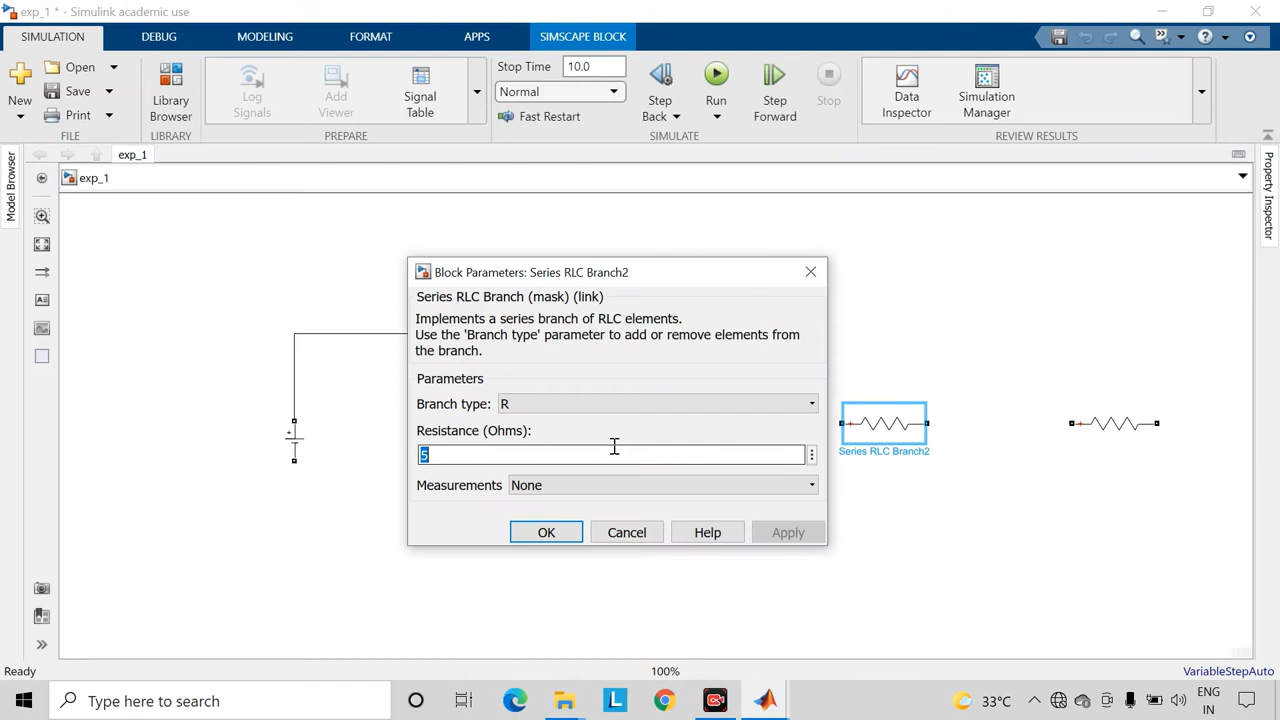 exp_1 * - Simulink academic use
SIMULATION DEBUG MODELING FORMAT APPS SIMSCAPE BLOCK
New
Open
Save
Print
FILE
Library
Browser
LIBRARY
Log
Signals
Add
Viewer
Signal
Table
PREPARE
Stop Time 10.0
Normal
Fast Restart
Step
Back
Run
Step
Forward
Stop
SIMULATE
Data
Inspector
Simulation
Manager
REVIEW RESULTS
Model Browser
exp_1
exp_1
Property Inspector
Block Parameters: Series RLC Branch2
Series RLC Branch (mask) (link)
Implements a series branch of RLC elements.
Use the 'Branch type' parameter to add or remove elements from
the branch.
Parameters
Branch type: R
Resistance (Ohms):
5
Measurements None
OK Cancel Help Apply
+
Series RLC Branch2
Ready 100% VariableStepAuto
Type here to search
L
33°C
ENG
IN